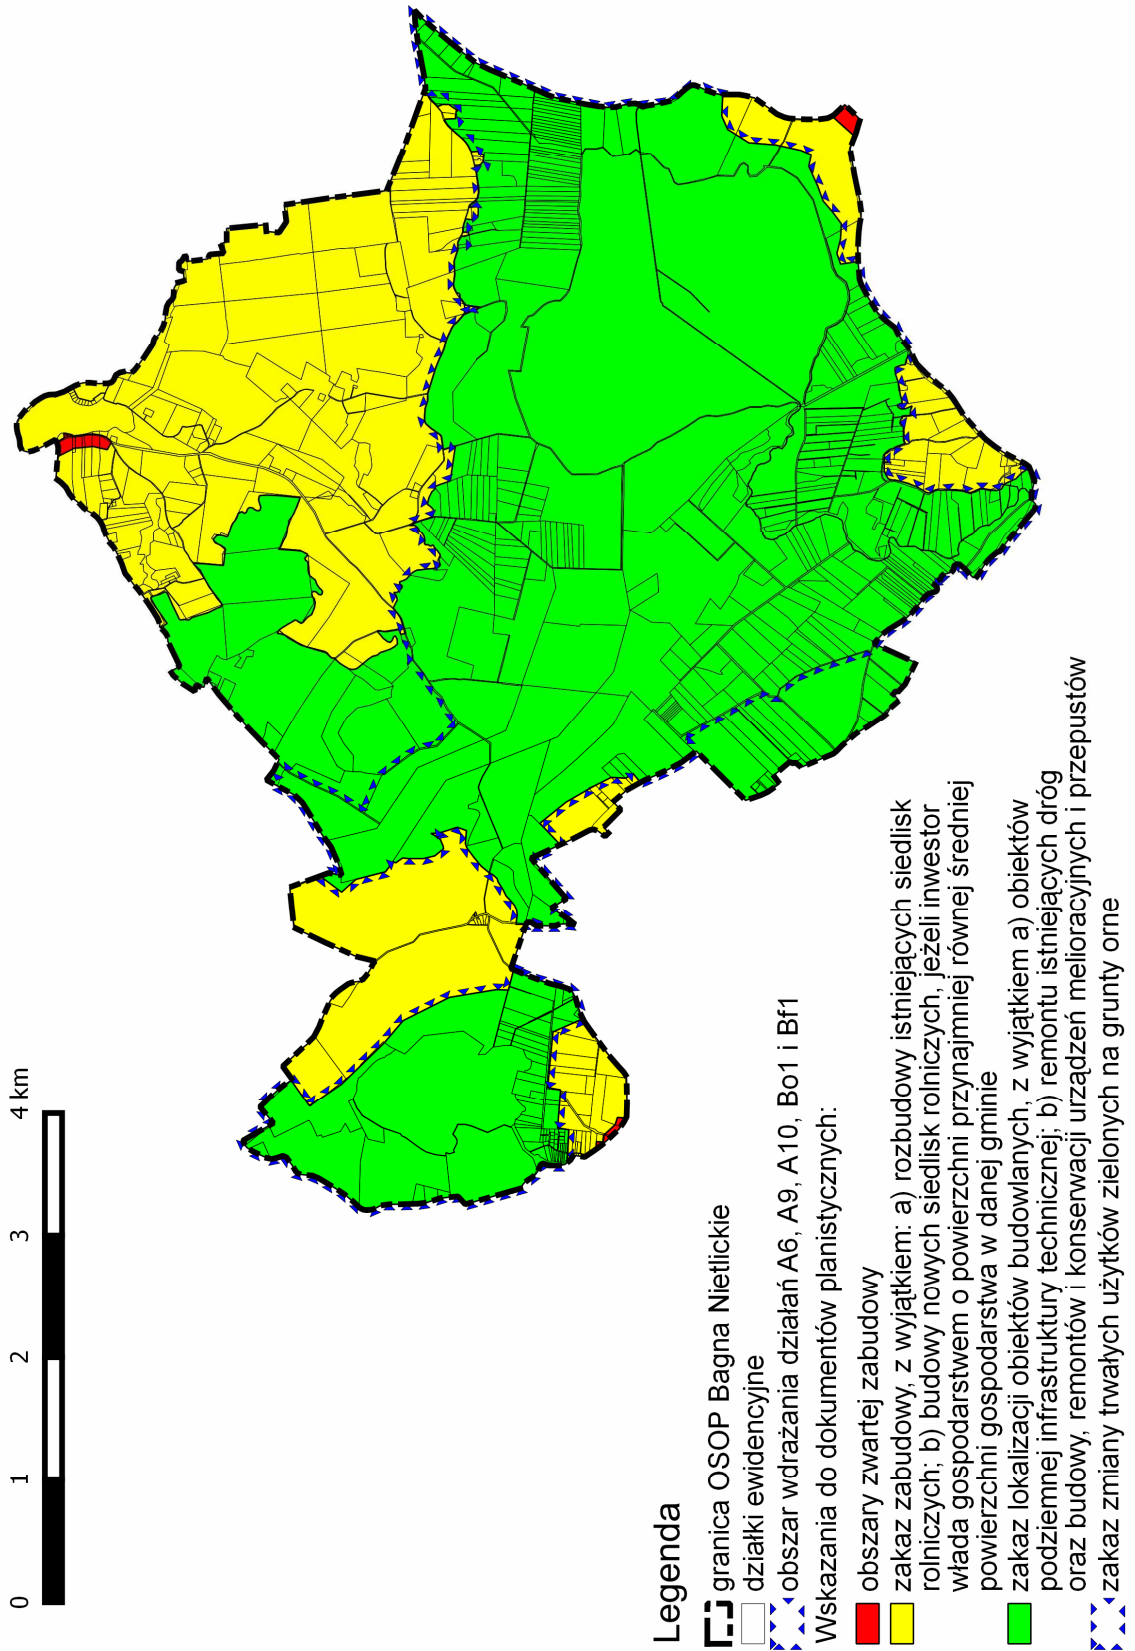 0 1 2 3 4 km
Legenda
granica OSOP Bagna Nietlickie
działki ewidencyjne
obszar wdrażania działań A6, A9, A10, Bo1 i Bf1
Wskazania do dokumentów planistycznych:
obszary zwartej zabudowy
zakaz zabudowy, z wyjątkiem: a) rozbudowy istniejących siedlisk
rolniczych; b) budowy nowych siedlisk rolniczych, jeżeli inwestor
włada gospodarstwem o powierzchni przynajmniej równej średniej
powierzchni gospodarstwa w danej gminie
zakaz lokalizacji obiektów budowlanych, z wyjątkiem a) obiektów
podziemnej infrastruktury technicznej; b) remontu istniejących dróg
oraz budowy, remontów i konserwacji urządzeń melioracyjnych i przepustów
zakaz zmiany trwałych użytków zielonych na grunty orne